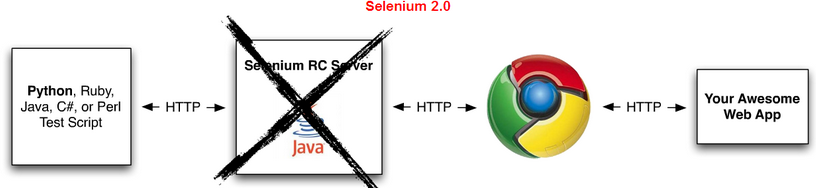 Selenium 2.0
Python, Ruby,
Java, C#, or Perl
Test Script
HTTP
Selenium RC Server
Java
HTTP
HTTP
Your Awesome
Web App